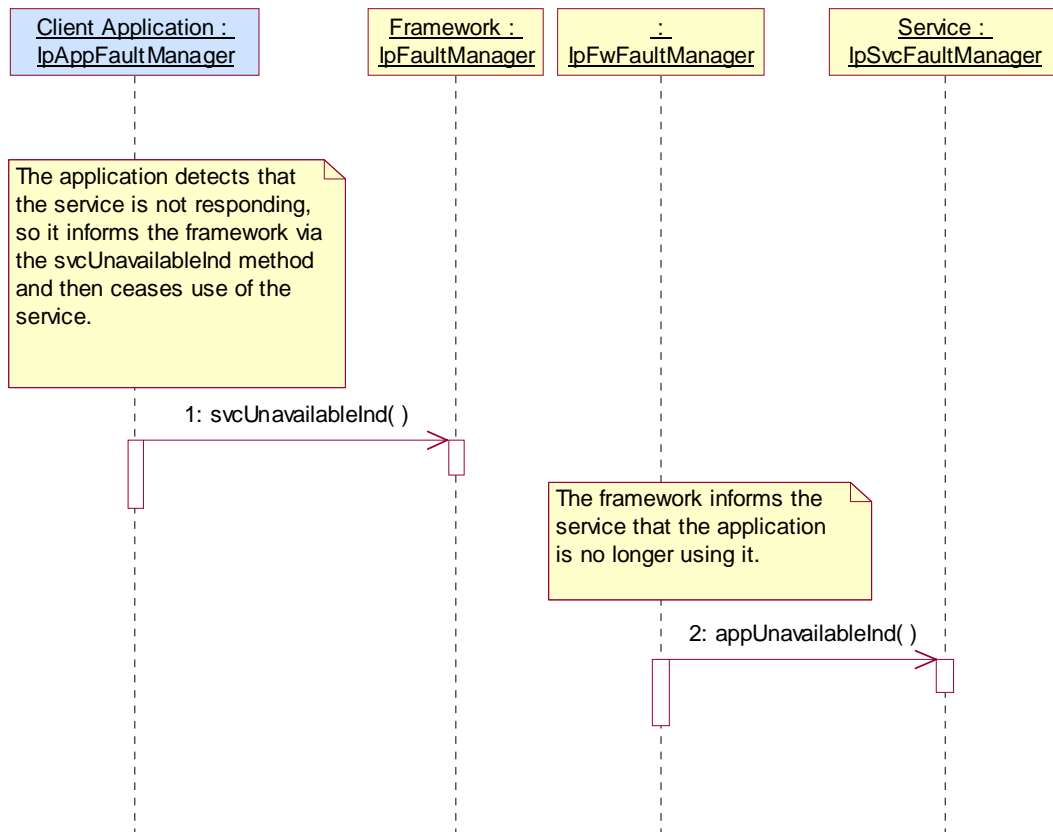 Client Application :
IpAppFaultManager
Framework :
IpFaultManager
:
IpFwFaultManager
Service :
IpSvcFaultManager
The application detects that
the service is not responding,
so it informs the framework via
the svcUnavailableInd method
and then ceases use of the
service.
1: svcUnavailableInd( )
The framework informs the
service that the application
is no longer using it.
2: appUnavailableInd( )